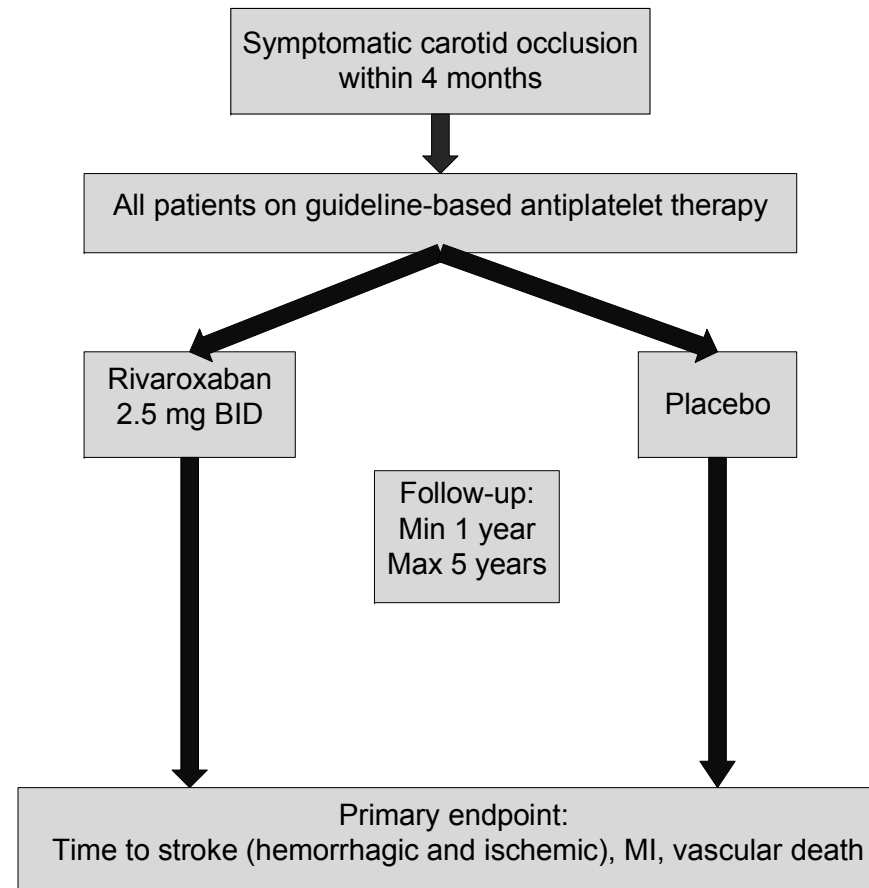 Symptomatic carotid occlusion
within 4 months
All patients on guideline-based antiplatelet therapy
Rivaroxaban
2.5 mg BID
Placebo
Follow-up:
Min 1 year
Max 5 years
Primary endpoint:
Time to stroke (hemorrhagic and ischemic), MI, vascular death